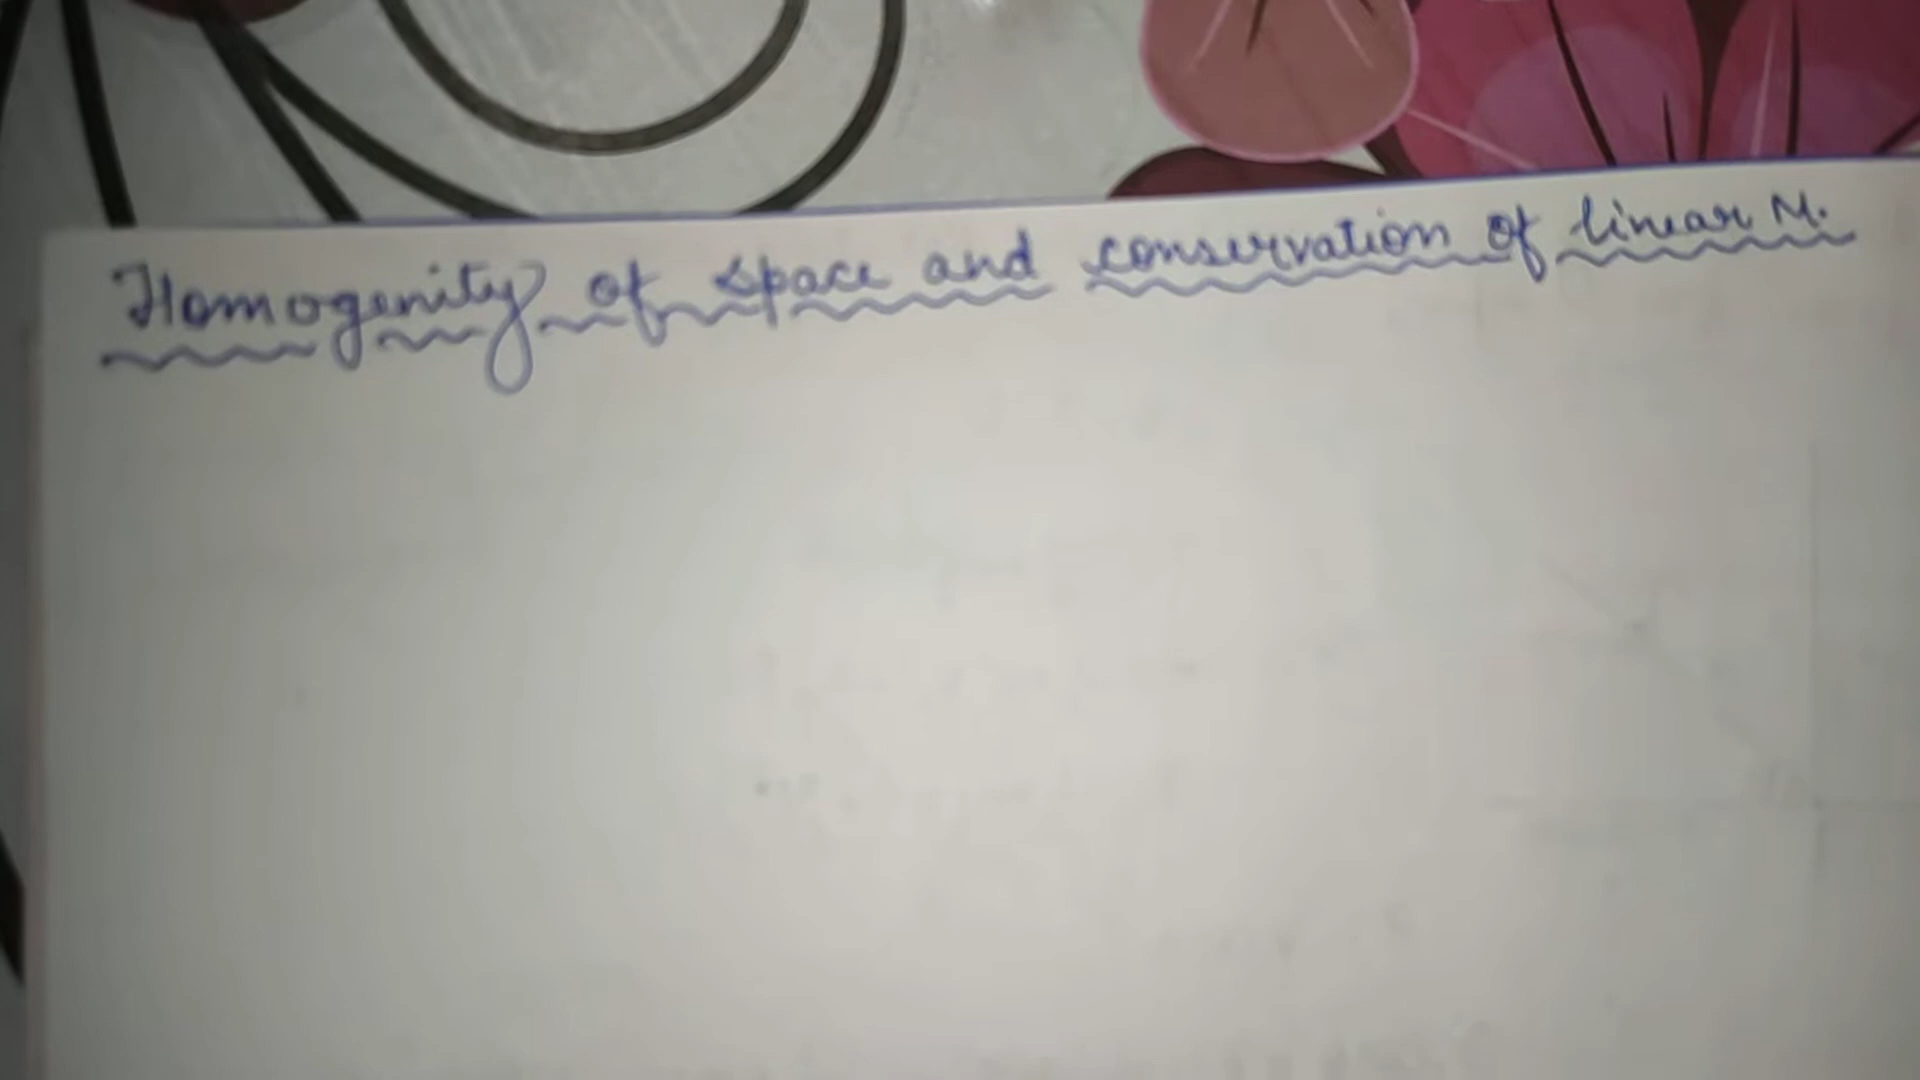 Homogenity of space and conservation of linear M.